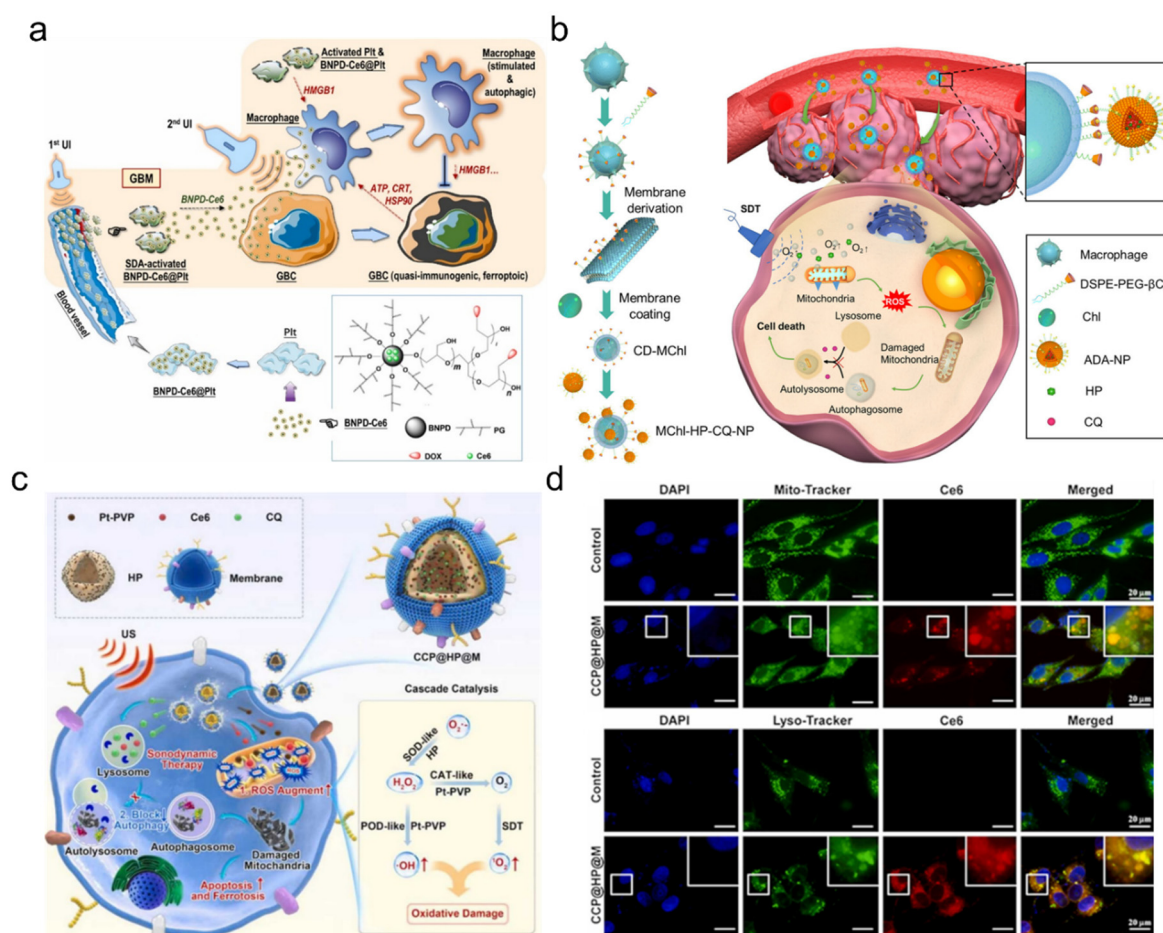 a
Activated Plt &
BNPD-Ce6@Plt
HMGB1
Macrophage
(stimulated
&
autophagic)
2nd UI
Macrophage
1st UI
GBM
BNPD-Ce6
ATP, CRT,
HSP90
HMGB1...
SDA-activated
BNPD-Ce6@Plt
GBC
GBC (quasi-immunogenic, ferroptoic)
Blood vessel
Plt
BNPD-Ce6@Plt
BNPD-Ce6
OH
O
m
n
BNPD
PG
DOX
Ce6
b
Membrane
derivation
Membrane
coating
CD-MChl
MChl-HP-CQ-NP
SDT
O2
O2↑
O2↑
Mitochondria
ROS
Lysosome
Cell death
Damaged
Mitochondria
Autolysosome
Autophagosome
Macrophage
DSPE-PEG-βCD
Chl
ADA-NP
HP
CQ
c
Pt-PVP
Ce6
CQ
HP
Membrane
US
CCP@HP@M
Lysosome
Sonodynamic
Therapy
1. ROS Augment↑
2. Block
Autophagy
Autolysosome
Autophagosome
Damaged
Mitochondria
Apoptosis ↑
and Ferrotosis
Cascade Catalysis
O2•−
SOD-like
HP
H2O2
CAT-like
Pt-PVP
O2
POD-like
Pt-PVP
SDT
·OH ↑
1O2 ↑
Oxidative Damage
d
DAPI
Mito-Tracker
Ce6
Merged
Control
20 μm
CCP@HP@M
20 μm
DAPI
Lyso-Tracker
Ce6
Merged
Control
20 μm
CCP@HP@M
20 μm